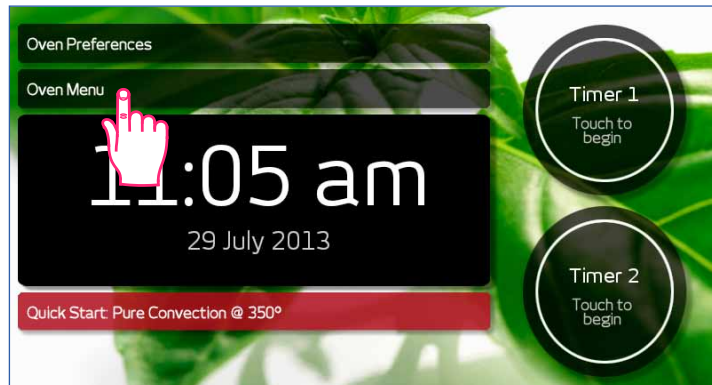 Oven Preferences
Oven Menu
11:05 am
29 July 2013
Quick Start: Pure Convection @ 350°
Timer 1
Touch to
begin
Timer 2
Touch to
begin